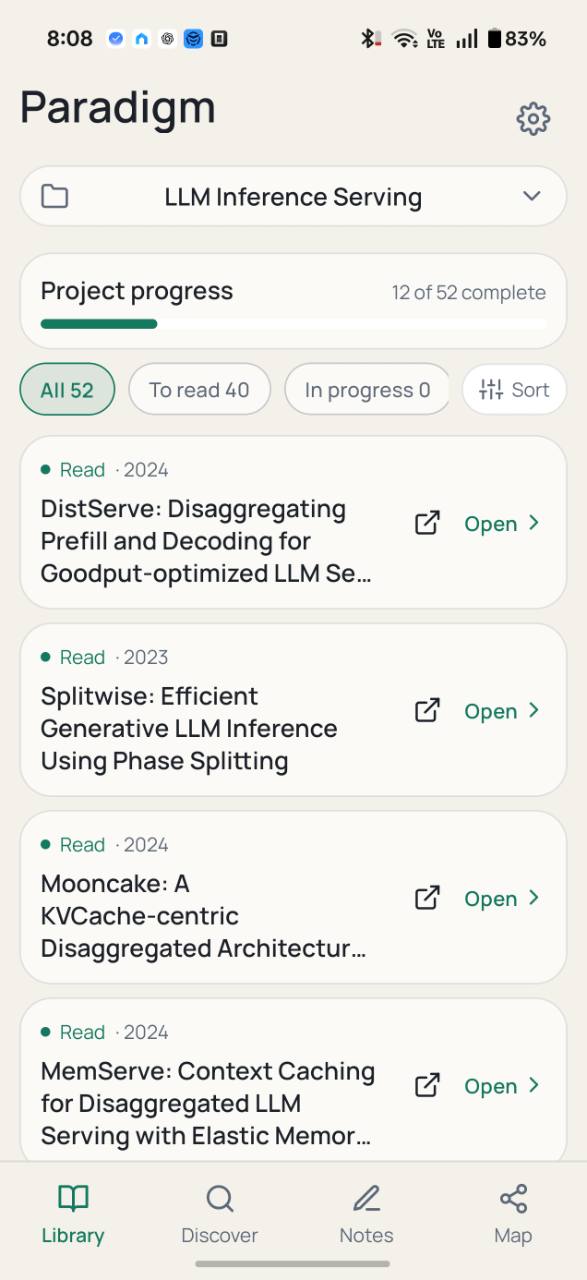 8:08
Vo
LTE
83%
Paradigm
LLM Inference Serving
Project progress
12 of 52 complete
All 52
To read 40
In progress 0
Sort
Read · 2024
DistServe: Disaggregating
Prefill and Decoding for
Goodput-optimized LLM Se...
Open
Read · 2023
Splitwise: Efficient
Generative LLM Inference
Using Phase Splitting
Open
Read · 2024
Mooncake: A
KVCache-centric
Disaggregated Architectur...
Open
Read · 2024
MemServe: Context Caching
for Disaggregated LLM
Serving with Elastic Memor...
Open
Library
Discover
Notes
Map